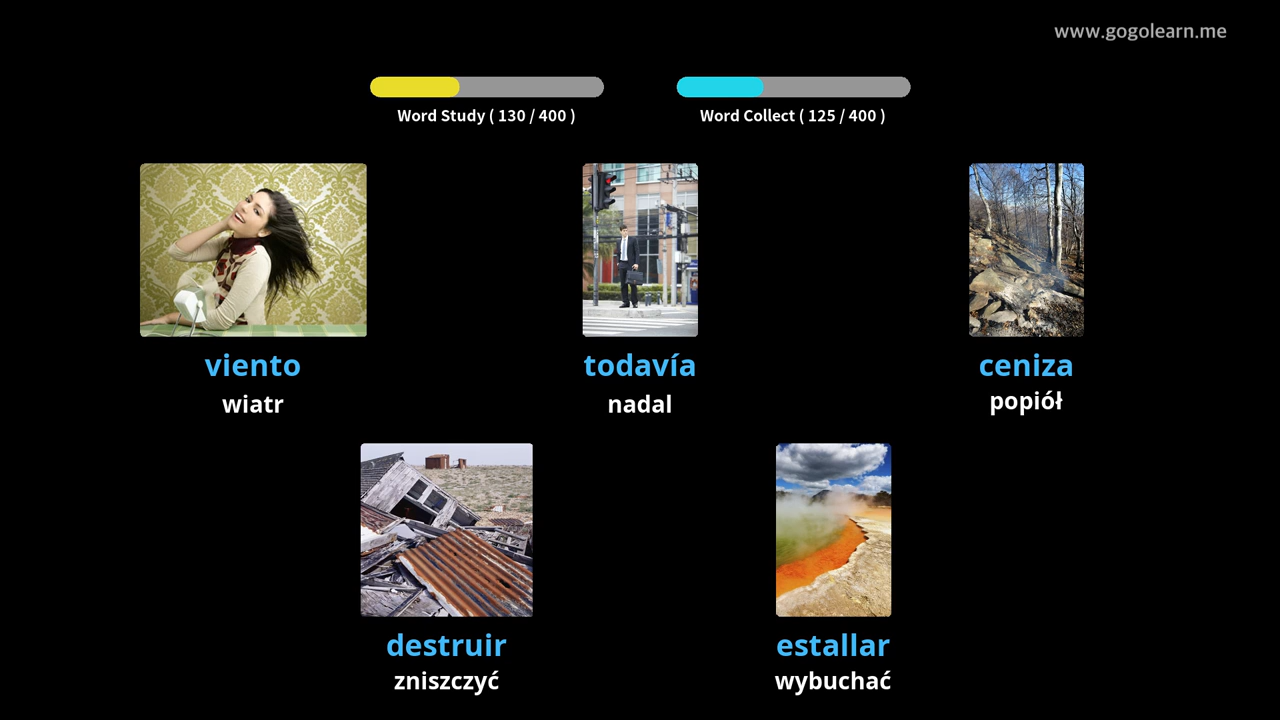 www.gogolearn.me
Word Study ( 130 / 400 )
Word Collect ( 125 / 400 )
viento
wiatr
todavía
nadal
ceniza
popiół
destruir
zniszczyć
estallar
wybuchać